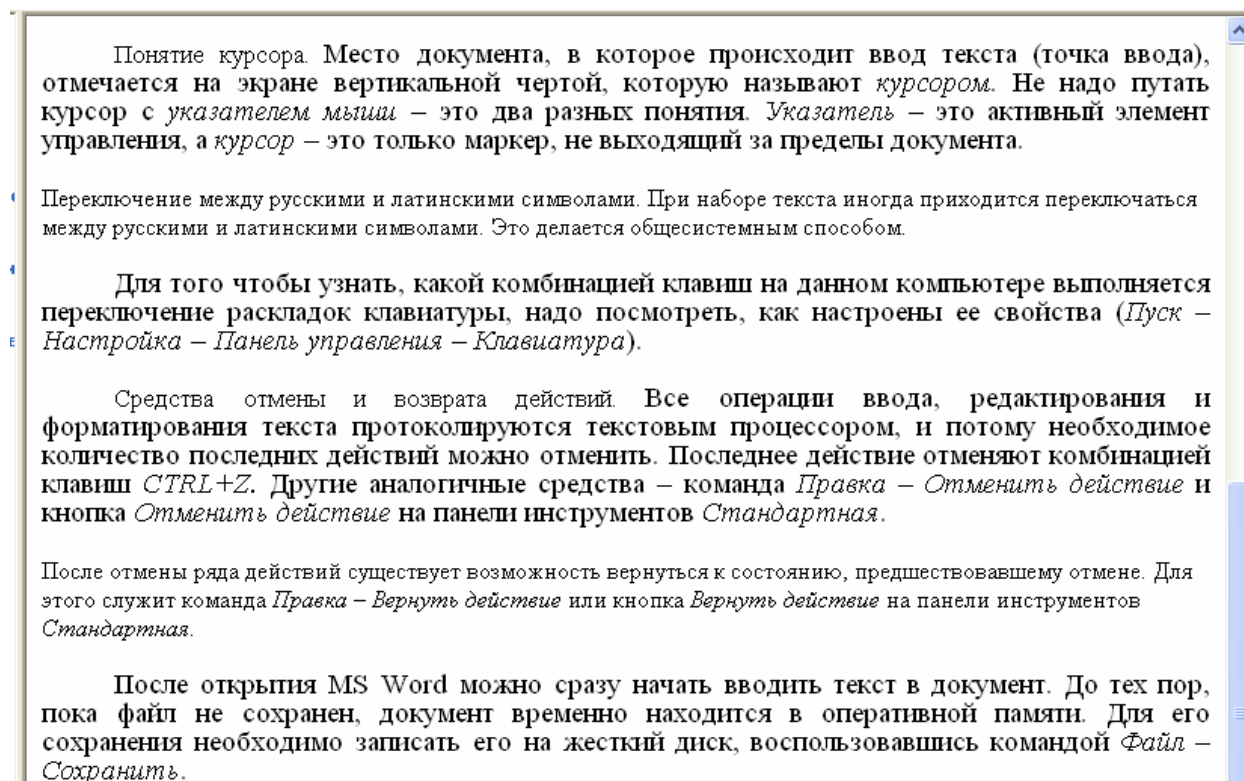 Понятие курсора. Место документа, в которое происходит ввод текста (точка ввода),
отмечается на экране вертикальной чертой, которую называют курсором. Не надо путать
курсор с указателем мыши – это два разных понятия. Указатель – это активный элемент
управления, а курсор – это только маркер, не выходящий за пределы документа.
Переключение между русскими и латинскими символами. При наборе текста иногда приходится переключаться
между русскими и латинскими символами. Это делается общесистемным способом.
Для того чтобы узнать, какой комбинацией клавиш на данном компьютере выполняется
переключение раскладок клавиатуры, надо посмотреть, как настроены ее свойства (Пуск –
Настройка – Панель управления – Клавиатура).
Средства отмены и возврата действий. Все операции ввода, редактирования и
форматирования текста протоколируются текстовым процессором, и потому необходимое
количество последних действий можно отменить. Последнее действие отменяют комбинацией
клавиш CTRL+Z. Другие аналогичные средства – команда Правка – Отменить действие и
кнопка Отменить действие на панели инструментов Стандартная.
После отмены ряда действий существует возможность вернуться к состоянию, предшествовавшему отмене. Для
этого служит команда Правка – Вернуть действие или кнопка Вернуть действие на панели инструментов
Стандартная.
После открытия MS Word можно сразу начать вводить текст в документ. До тех пор,
пока файл не сохранен, документ временно находится в оперативной памяти. Для его
сохранения необходимо записать его на жесткий диск, воспользовавшись командой Файл –
Сохранить.